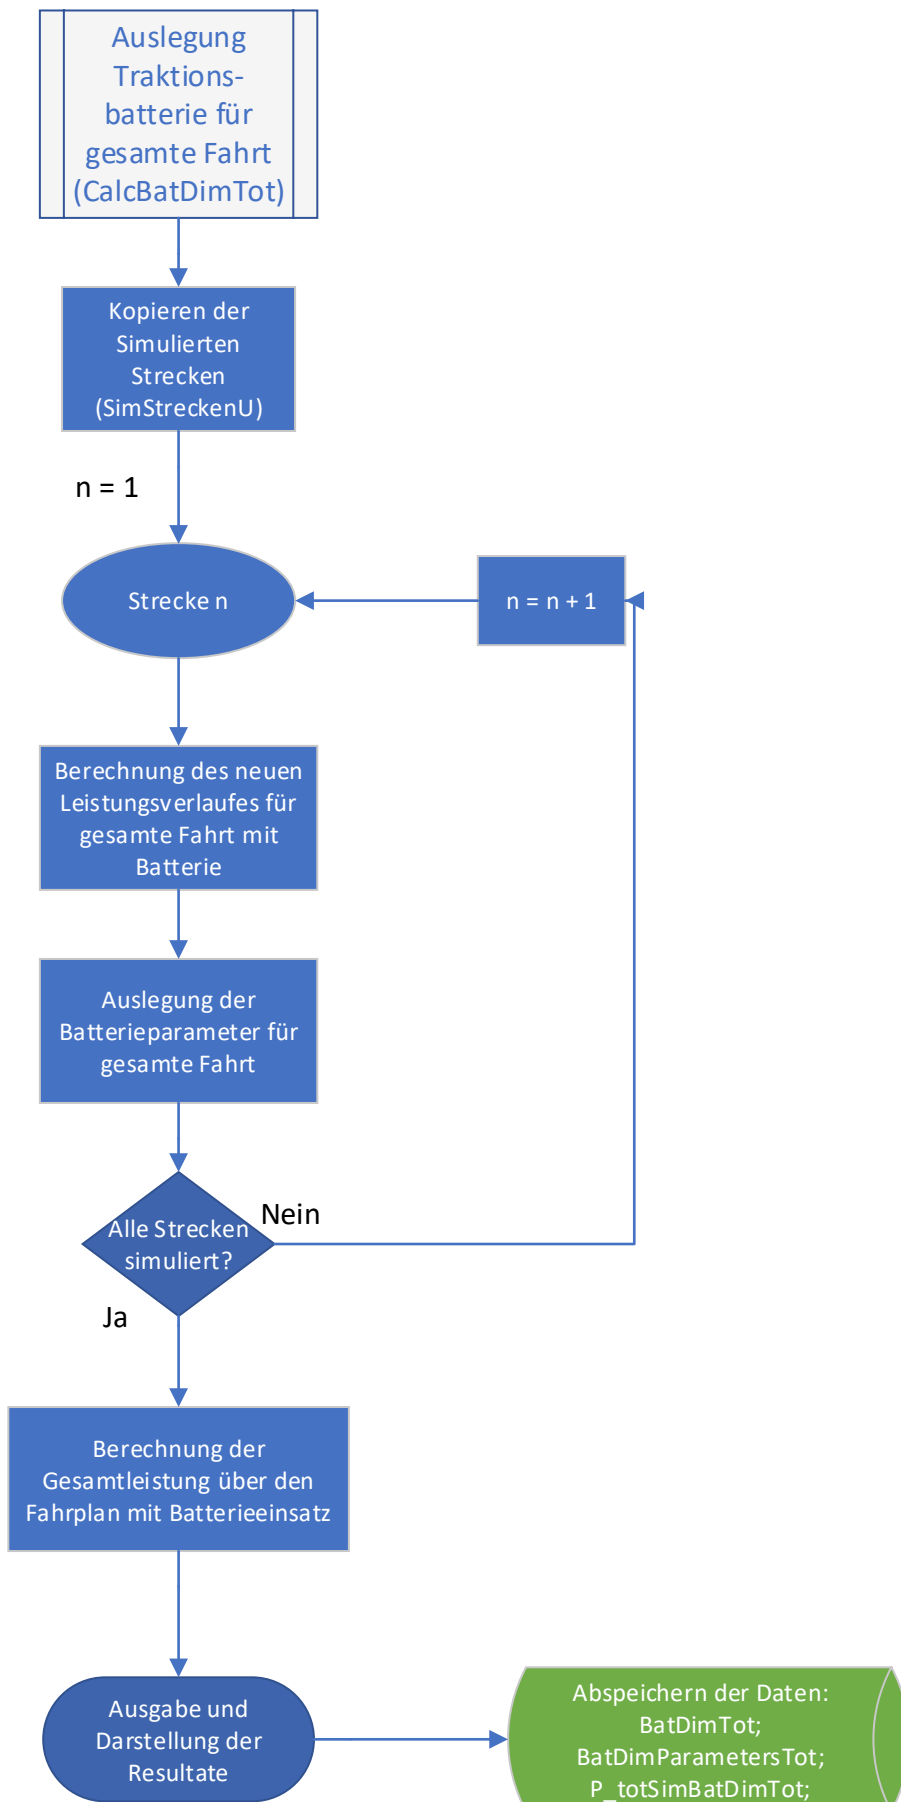 Auslegung
Traktions-
batterie für
gesamte Fahrt
(CalcBatDimTot)
Kopieren der
Simulierten
Strecken
(SimStreckenU)
n = 1
Strecke n
n = n + 1
Berechnung des neuen
Leistungsverlaufes für
gesamte Fahrt mit
Batterie
Auslegung der
Batterieparameter für
gesamte Fahrt
Alle Strecken
simuliert?
Nein
Ja
Berechnung der
Gesamtleistung über den
Fahrplan mit Batterieeinsatz
Ausgabe und
Darstellung der
Resultate
Abspeichern der Daten:
BatDimTot;
BatDimParametersTot;
P_totSimBatDimTot;